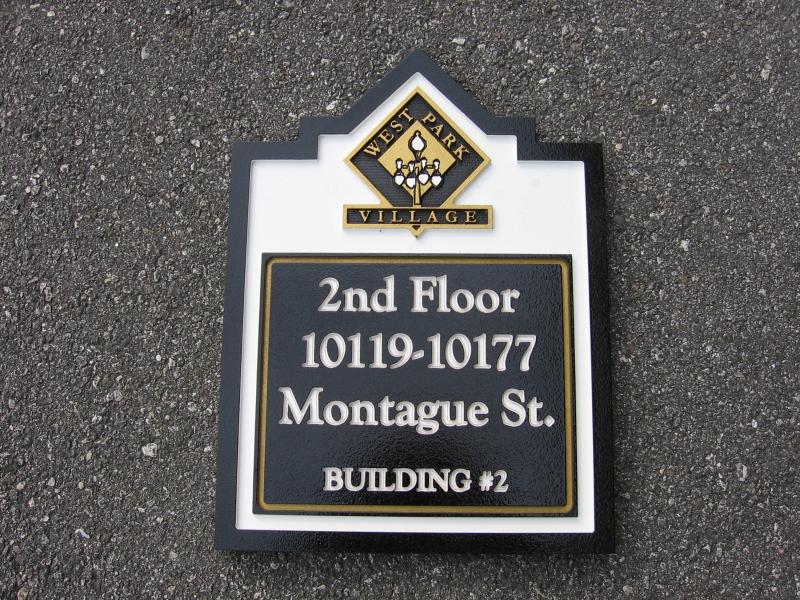 WEST PARK
VILLAGE
2nd Floor
10119-10177
Montague St.
BUILDING #2